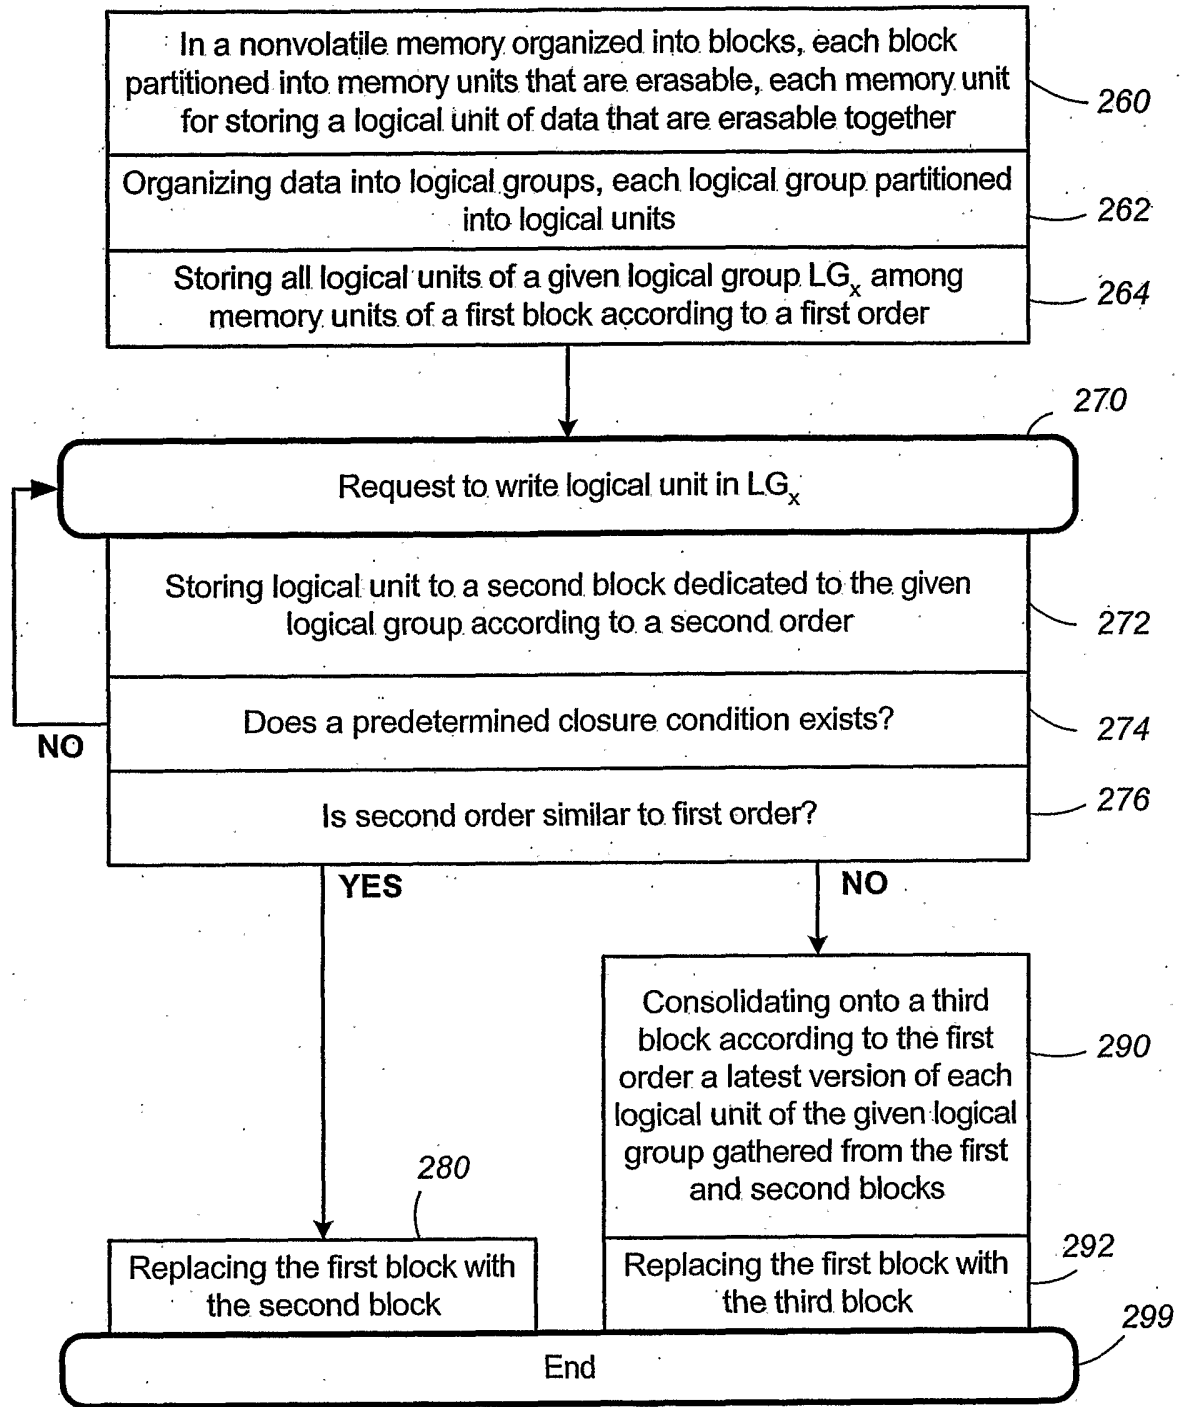 In a nonvolatile memory organized into blocks, each block
partitioned into memory units that are erasable, each memory unit
for storing a logical unit of data that are erasable together
260
Organizing data into logical groups, each logical group partitioned
into logical units
262
Storing all logical units of a given logical group LGx among
memory units of a first block according to a first order
264
270
Request to write logical unit in LGx
Storing logical unit to a second block dedicated to the given
logical group according to a second order
272
Does a predetermined closure condition exists?
274
NO
Is second order similar to first order?
276
YES
NO
Consolidating onto a third
block according to the first
order a latest version of each
logical unit of the given logical
group gathered from the first
and second blocks
290
280
Replacing the first block with
the second block
Replacing the first block with
the third block
292
299
End